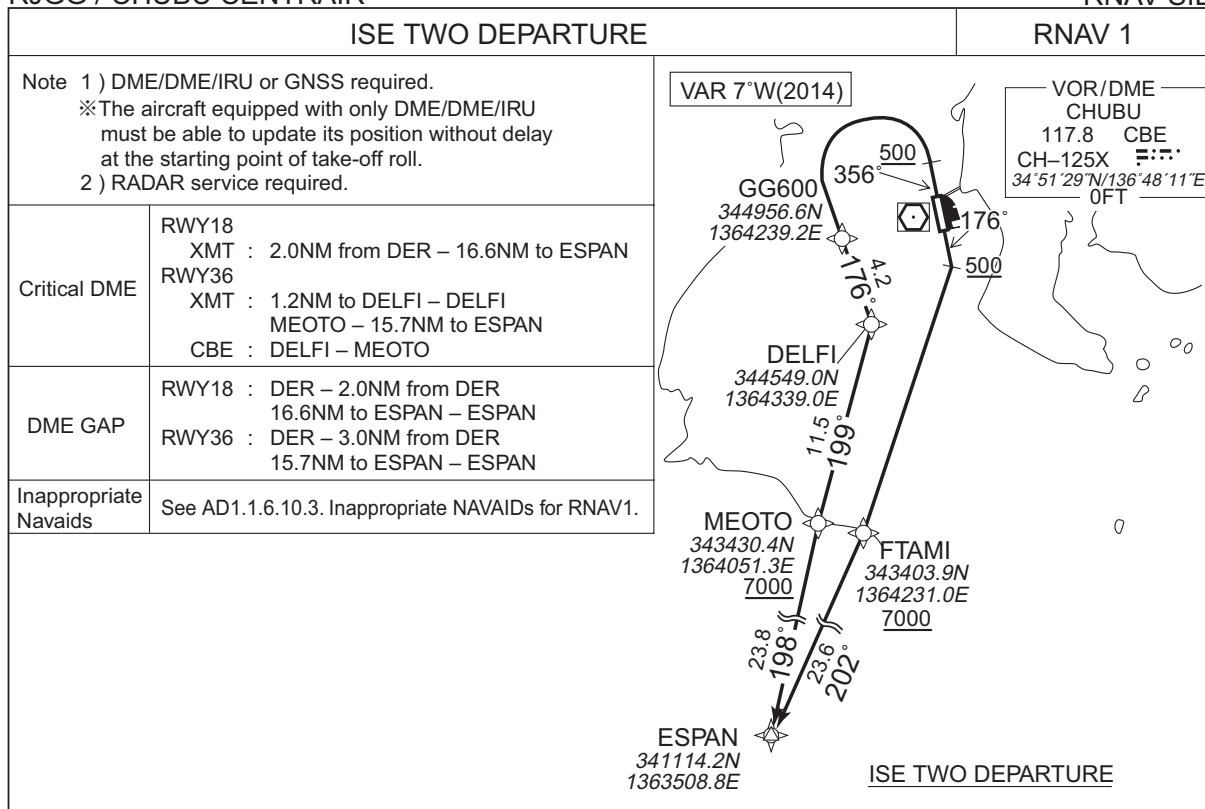 RJGG / CHUBU CENTRAIR
RNAV SID
ISE TWO DEPARTURE
RNAV 1
Note 1 ) DME/DME/IRU or GNSS required.
※The aircraft equipped with only DME/DME/IRU
must be able to update its position without delay
at the starting point of take-off roll.
2 ) RADAR service required.
Critical DME
RWY18
XMT : 2.0NM from DER – 16.6NM to ESPAN
RWY36
XMT : 1.2NM to DELFI – DELFI
MEOTO – 15.7NM to ESPAN
CBE : DELFI – MEOTO
DME GAP
RWY18 : DER – 2.0NM from DER
16.6NM to ESPAN – ESPAN
RWY36 : DER – 3.0NM from DER
15.7NM to ESPAN – ESPAN
Inappropriate
Navaids
See AD1.1.6.10.3. Inappropriate NAVAIDs for RNAV1.
VAR 7°W(2014)
VOR/DME
CHUBU
117.8 CBE
CH–125X
34°51′29″N/136°48′11″E
0FT
500
356°
GG600
344956.6N
1364239.2E
176°
500
4.2
176°
DELFI
344549.0N
1364339.0E
11.5
199°
MEOTO
343430.4N
1364051.3E
7000
FTAMI
343403.9N
1364231.0E
7000
23.8
198°
23.6
202°
ESPAN
341114.2N
1363508.8E
ISE TWO DEPARTURE